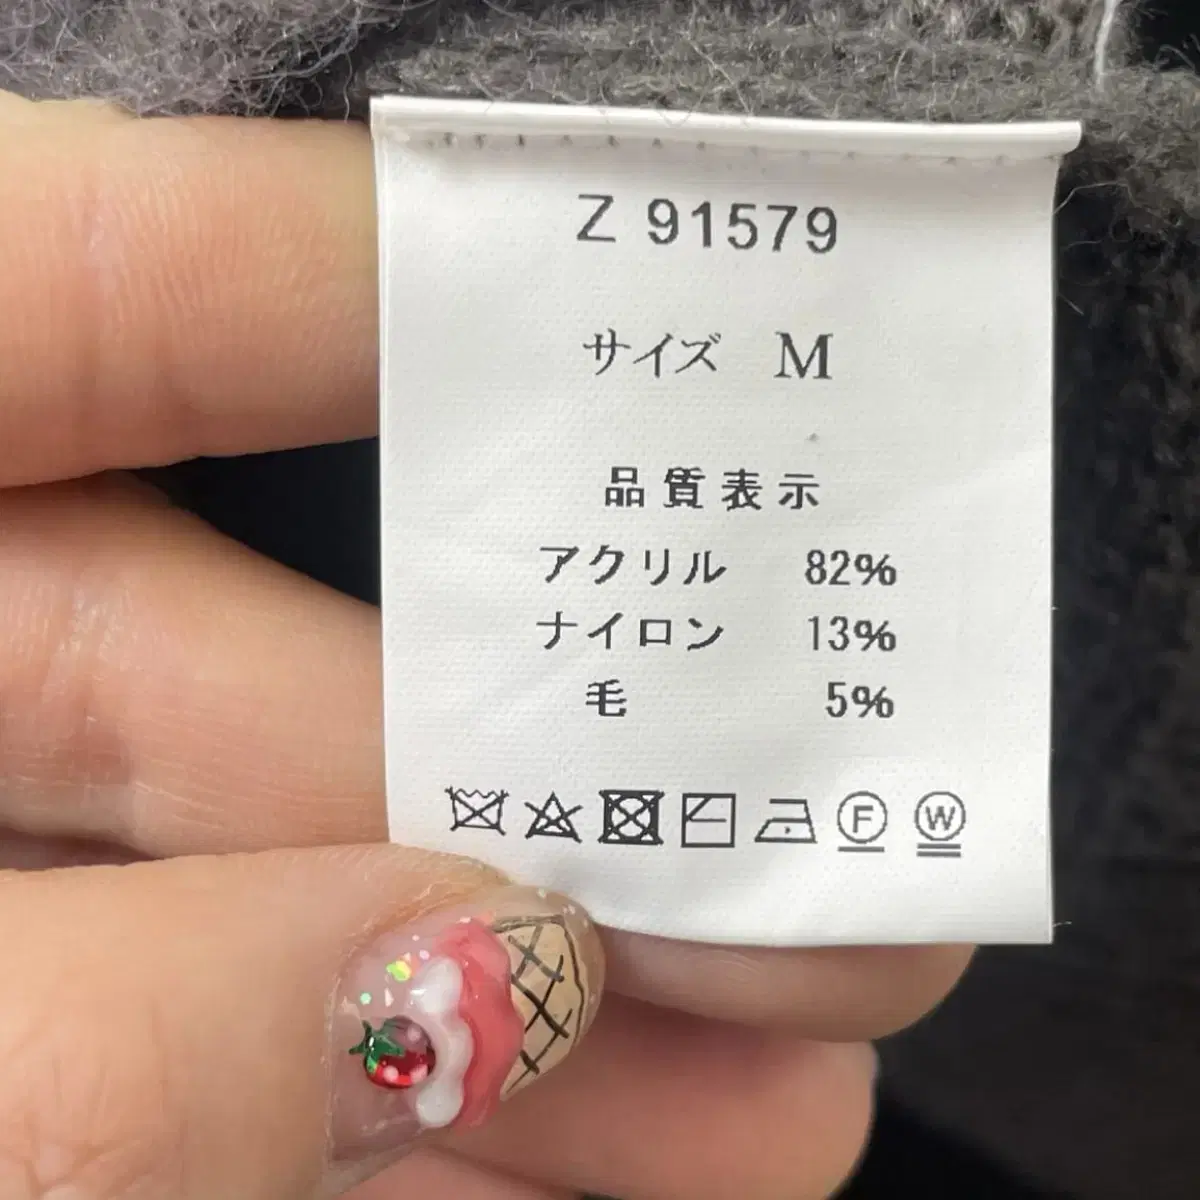 Z 91579
サイズ M
品質表示
アクリル 82%
ナイロン 13%
毛 5%
F W